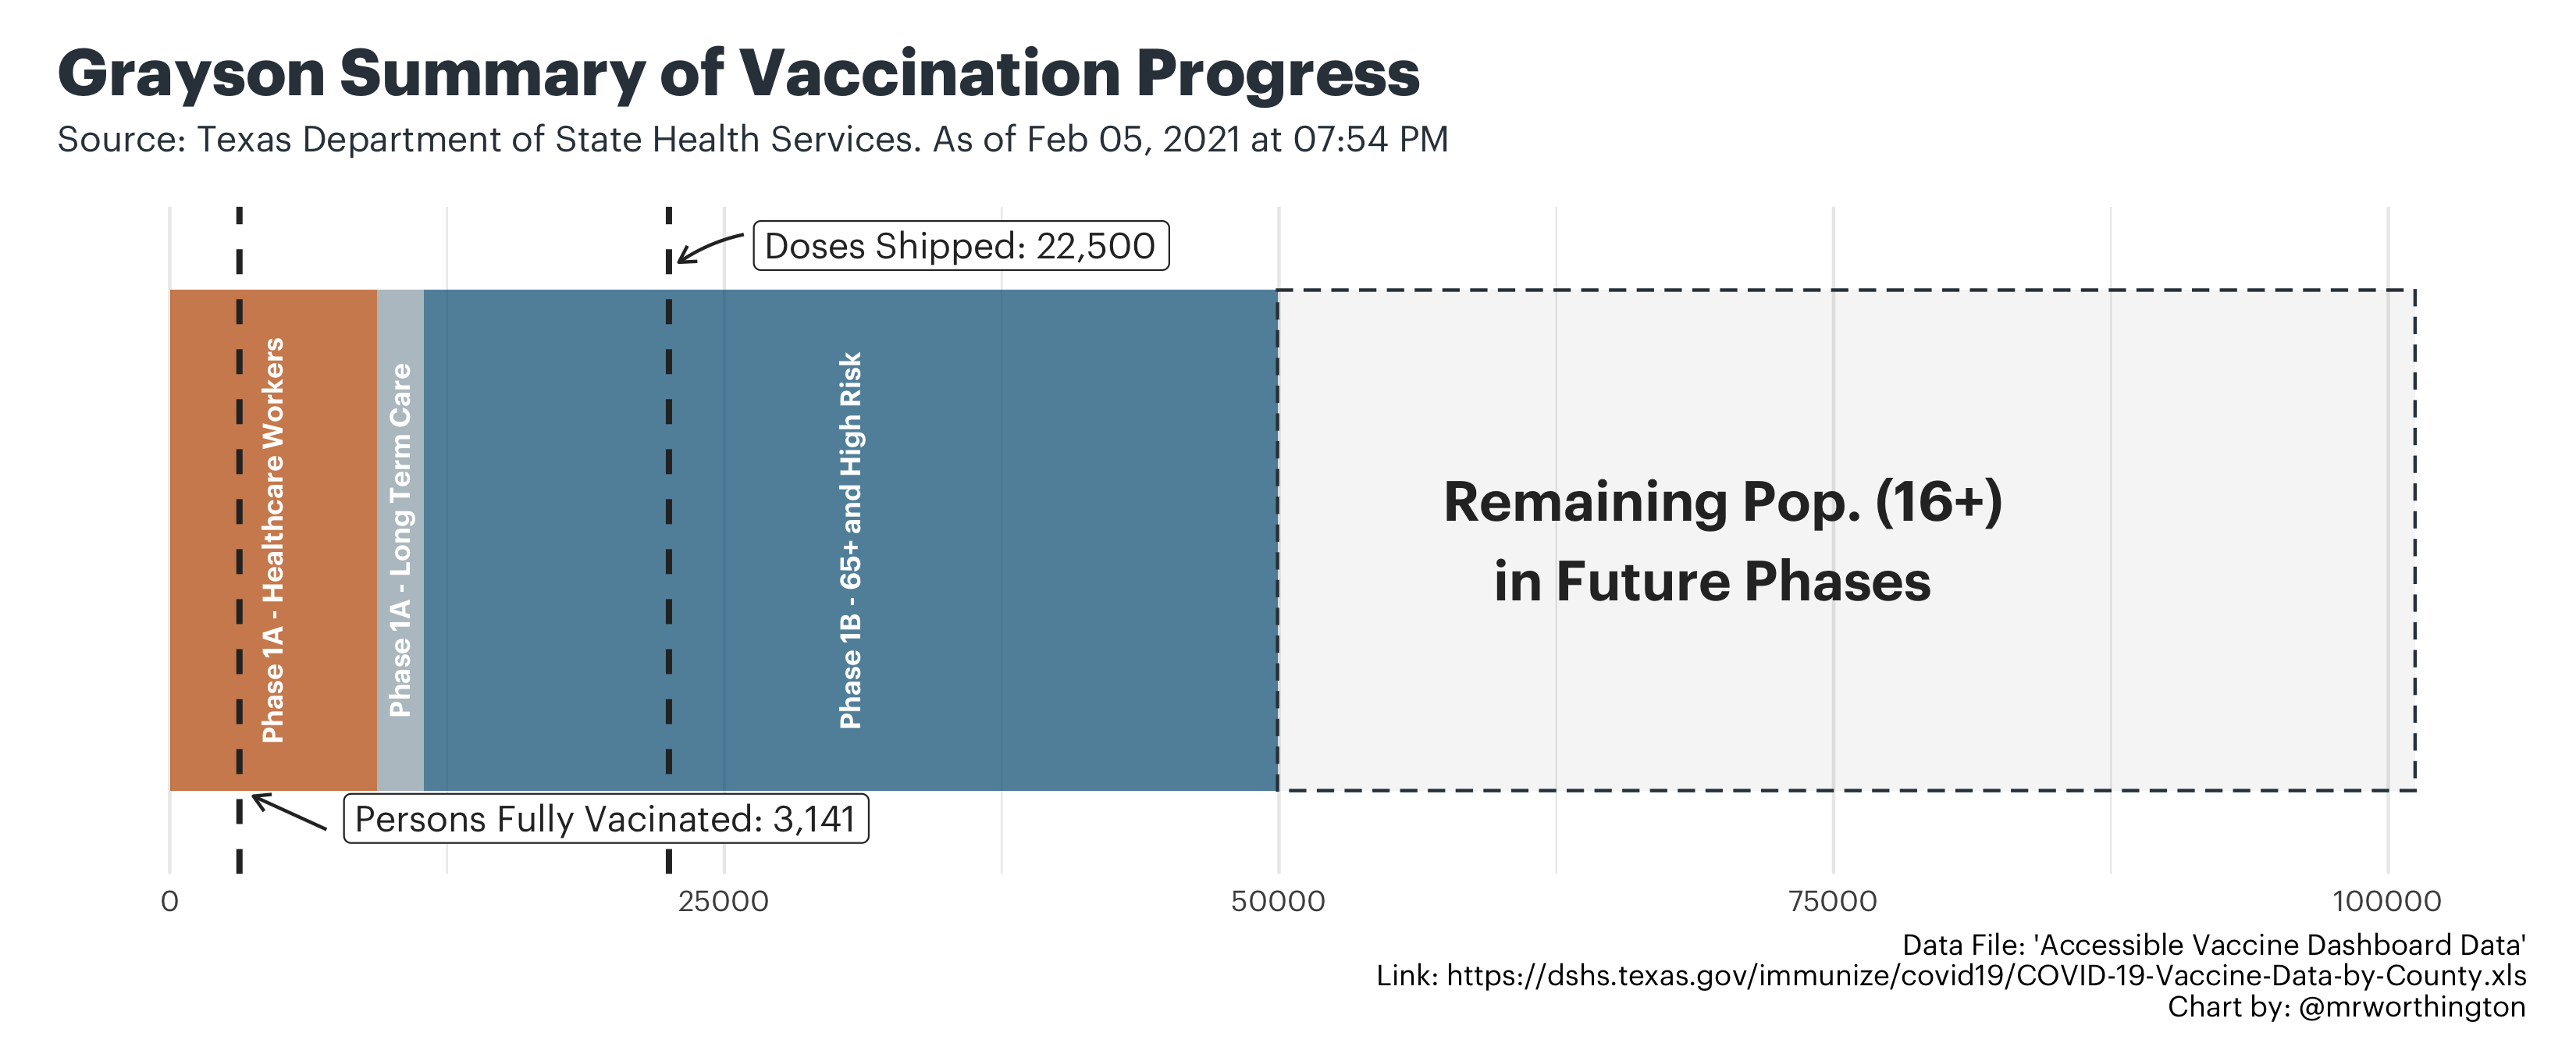 Grayson Summary of Vaccination Progress
Source: Texas Department of State Health Services. As of Feb 05, 2021 at 07:54 PM
Doses Shipped: 22,500
Phase 1A - Healthcare Workers
Phase 1A - Long Term Care
Phase 1B - 65+ and High Risk
Remaining Pop. (16+)
in Future Phases
Persons Fully Vacinated: 3,141
0
25000
50000
75000
100000
Data File: 'Accessible Vaccine Dashboard Data'
Link: https://dshs.texas.gov/immunize/covid19/COVID-19-Vaccine-Data-by-County.xls
Chart by: @mrworthington